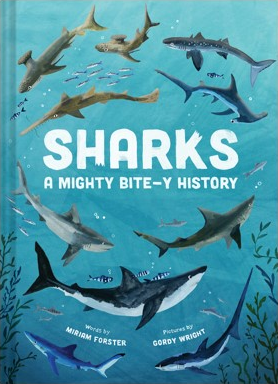 SHARKS
A MIGHTY BITE-Y HISTORY
Words by
MIRIAM FORSTER
Pictures by
GORDY WRIGHT